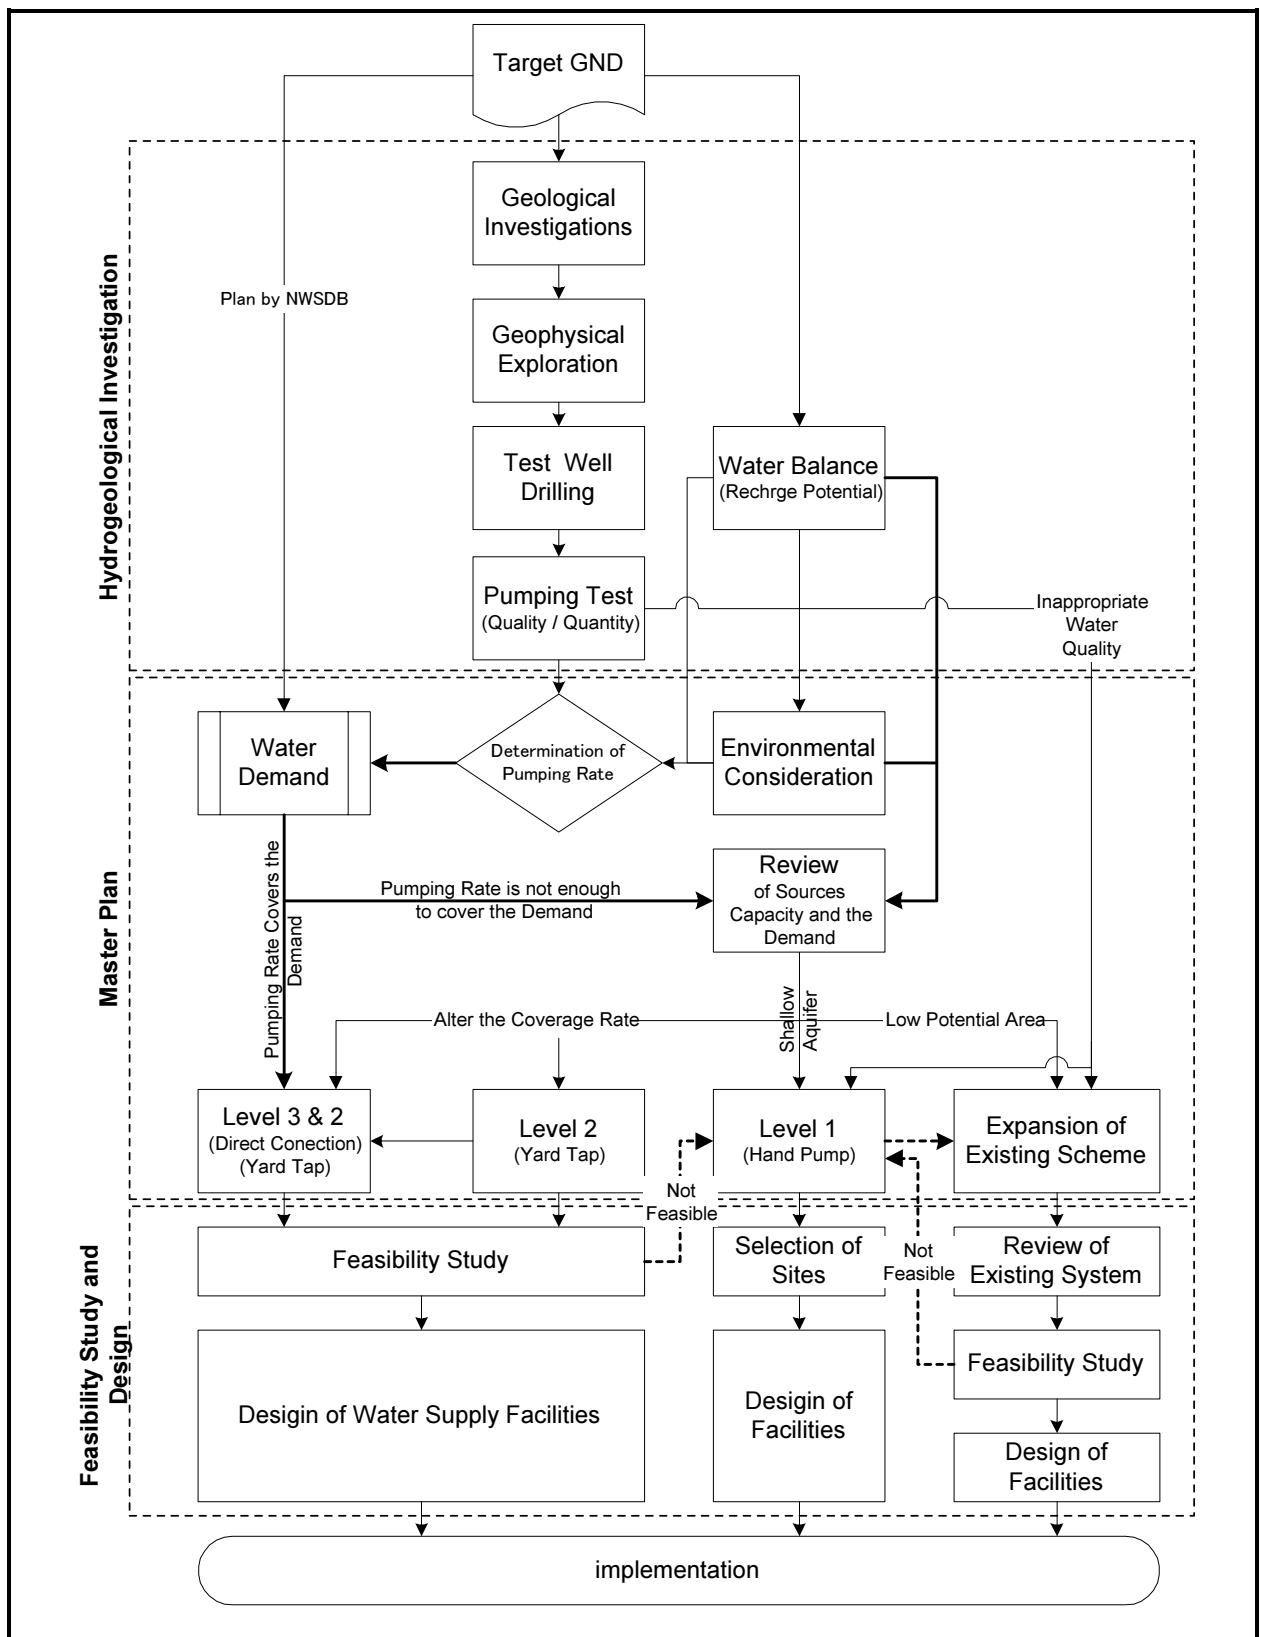 Target GND
Hydrogeological Investigation
Geological
Investigations
Plan by NWSDB
Geophysical
Exploration
Test Well
Drilling
Water Balance
(Rechrge Potential)
Pumping Test
(Quality / Quantity)
Inappropriate
Water
Quality
Master Plan
Water
Demand
Determination of
Pumping Rate
Environmental
Consideration
Pumping Rate Covers the
Demand
Pumping Rate is not enough
to cover the Demand
Review
of Sources
Capacity and the
Demand
Shallow
Aquifer
Alter the Coverage Rate
Low Potential Area
Level 3 & 2
(Direct Conection)
(Yard Tap)
Level 2
(Yard Tap)
Level 1
(Hand Pump)
Expansion of
Existing Scheme
Not
Feasible
Feasibility Study and
Design
Feasibility Study
Selection of
Sites
Not
Feasible
Review of
Existing System
Desigin of Water Supply Facilities
Desigin of
Facilities
Feasibility Study
Design of
Facilities
implementation